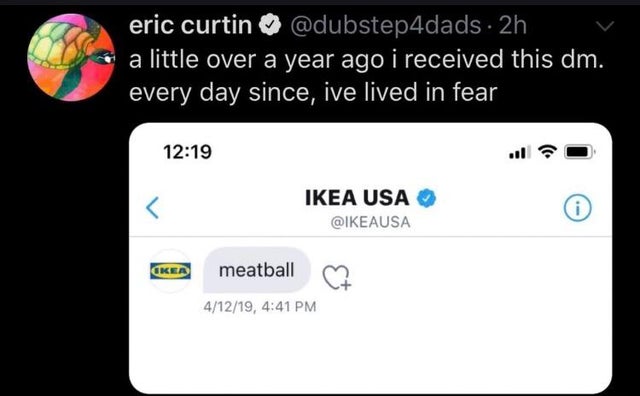 eric curtin @dubstep4dads · 2h
a little over a year ago i received this dm.
every day since, ive lived in fear
12:19
IKEA USA
@IKEAUSA
IKEA
meatball
4/12/19, 4:41 PM